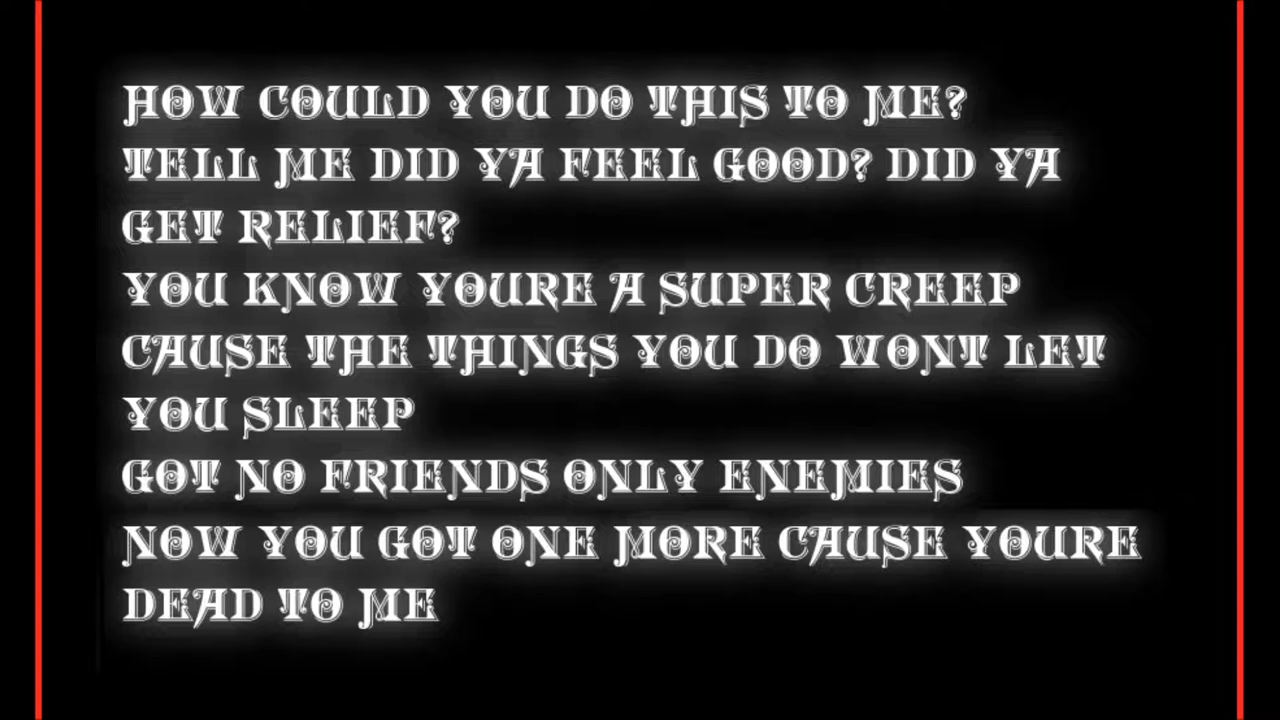 HOW COULD YOU DO THIS TO ME?
TELL ME DID YA FEEL GOOD? DID YA
GET RELIEF?
YOU KNOW YOURE A SUPER CREEP
CAUSE THE THINGS YOU DO WONT LET
YOU SLEEP
GOT NO FRIENDS ONLY ENEMIES
NOW YOU GOT ONE MORE CAUSE YOURE
DEAD TO ME